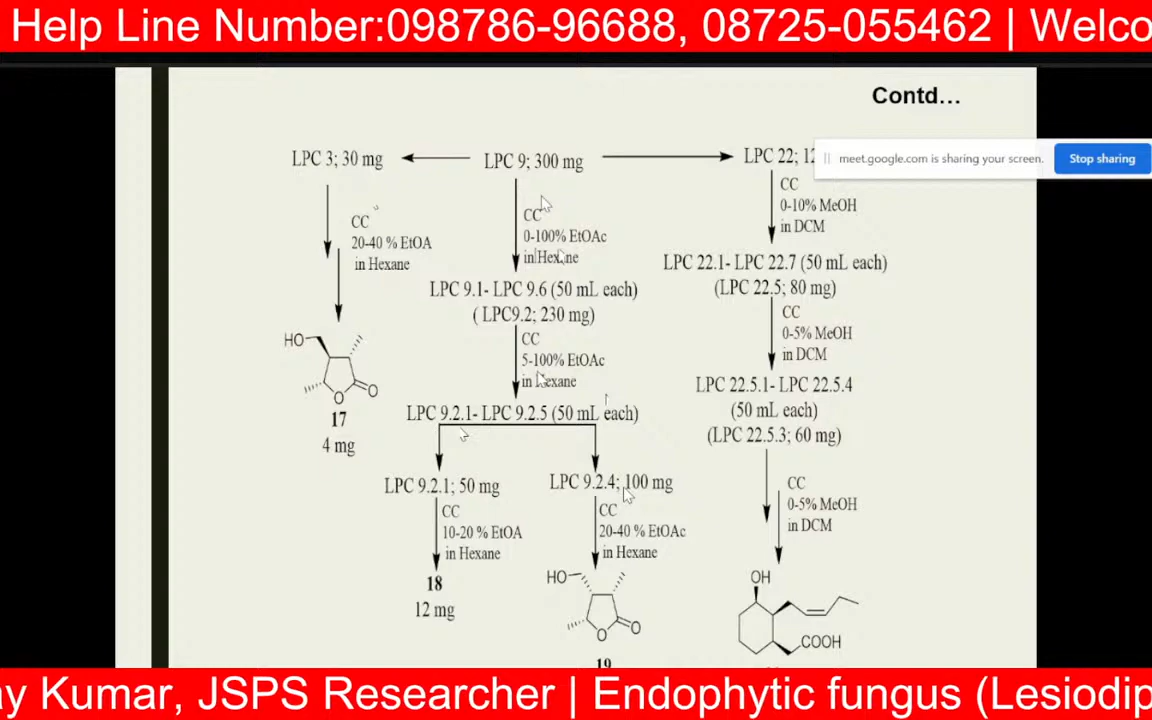 Help Line Number:098786-96688, 08725-055462 | Welco
Contd...
LPC 3; 30 mg
LPC 9; 300 mg
LPC 22; 12
meet.google.com is sharing your screen.
Stop sharing
CC
20-40 % EtOA
in Hexane
HO
O
O
17
4 mg
CC
0-100% EtOAc
in Hexane
LPC 9.1- LPC 9.6 (50 mL each)
( LPC9.2; 230 mg)
CC
5-100% EtOAc
in Hexane
LPC 9.2.1- LPC 9.2.5 (50 mL each)
LPC 9.2.1; 50 mg
CC
10-20 % EtOA
in Hexane
18
12 mg
LPC 9.2.4; 100 mg
CC
20-40 % EtOAc
in Hexane
HO
O
O
19
CC
0-10% MeOH
in DCM
LPC 22.1- LPC 22.7 (50 mL each)
(LPC 22.5; 80 mg)
CC
0-5% MeOH
in DCM
LPC 22.5.1- LPC 22.5.4
(50 mL each)
(LPC 22.5.3; 60 mg)
CC
0-5% MeOH
in DCM
OH
COOH
ay Kumar, JSPS Researcher | Endophytic fungus (Lesiodip